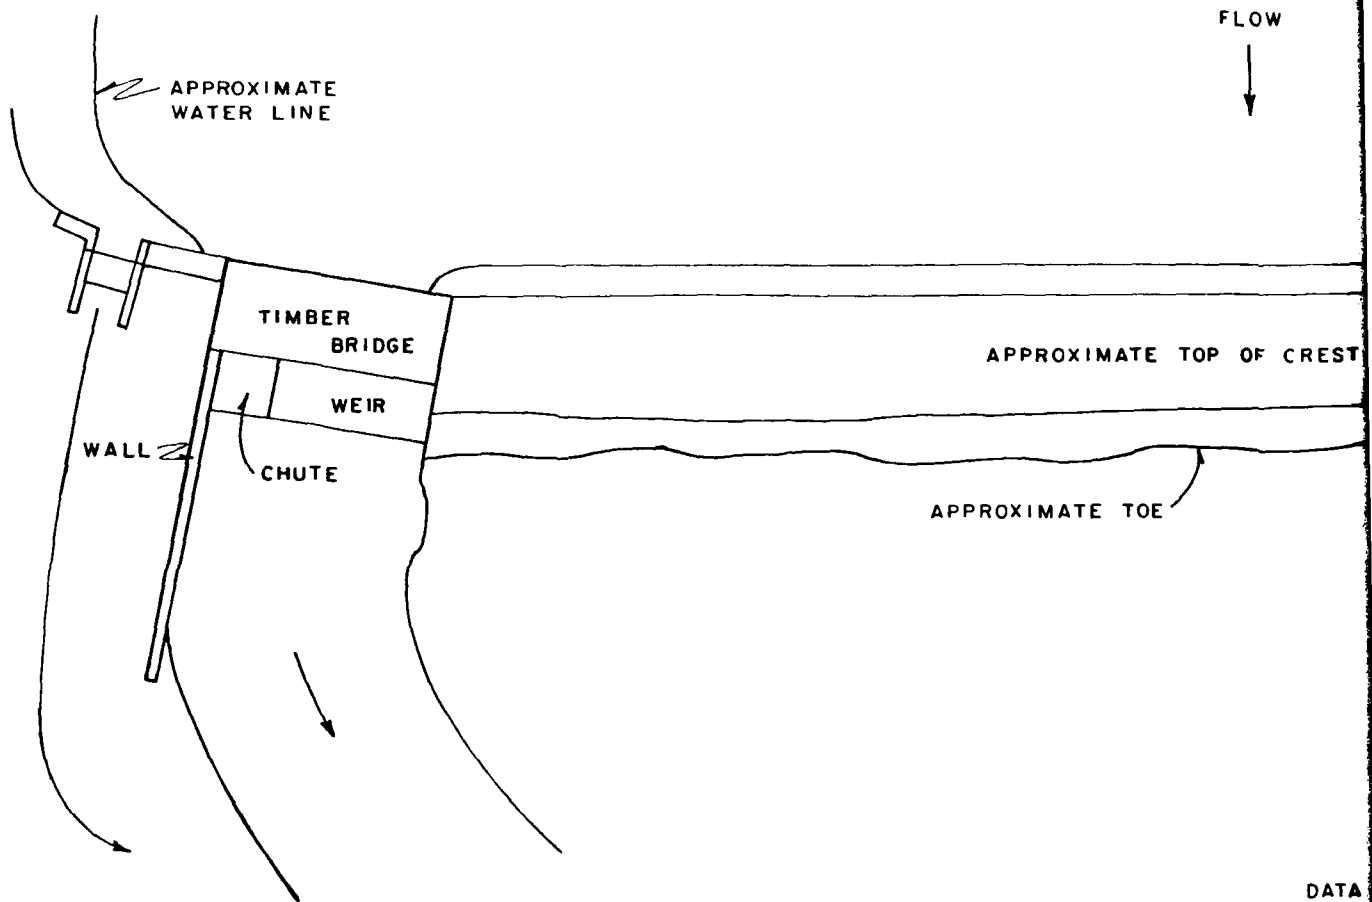 FLOW
APPROXIMATE
WATER LINE
TIMBER
BRIDGE
APPROXIMATE TOP OF CREST
WEIR
WALL
CHUTE
APPROXIMATE TOE
DATA